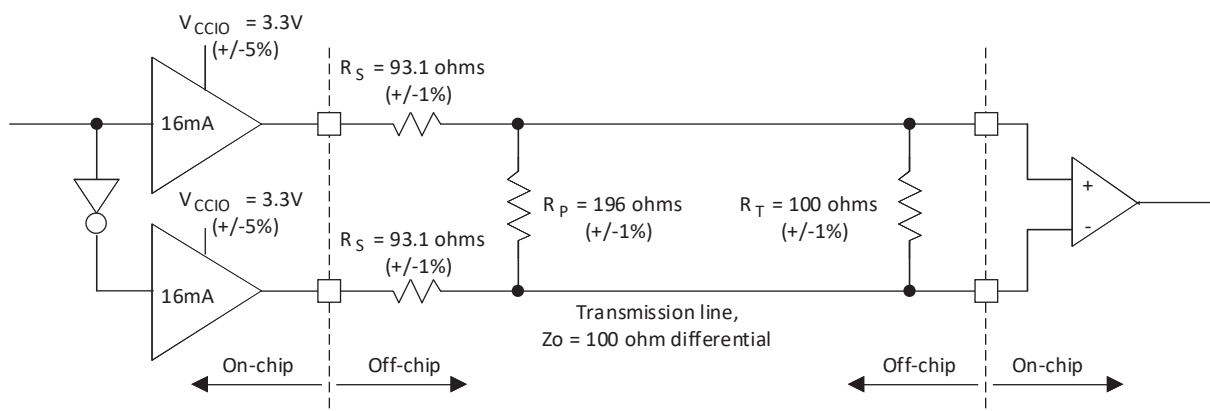 V CCIO = 3.3V
(+/-5%)
R S = 93.1 ohms
(+/-1%)
16mA
V CCIO = 3.3V
(+/-5%)
R P = 196 ohms
(+/-1%)
R T = 100 ohms
(+/-1%)
+
-
R S = 93.1 ohms
(+/-1%)
16mA
Transmission line,
Zo = 100 ohm differential
On-chip
Off-chip
Off-chip
On-chip